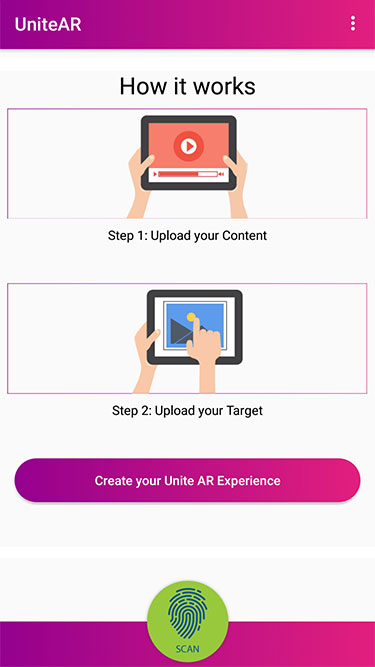 UniteAR
How it works
Step 1: Upload your Content
Step 2: Upload your Target
Create your Unite AR Experience
SCAN